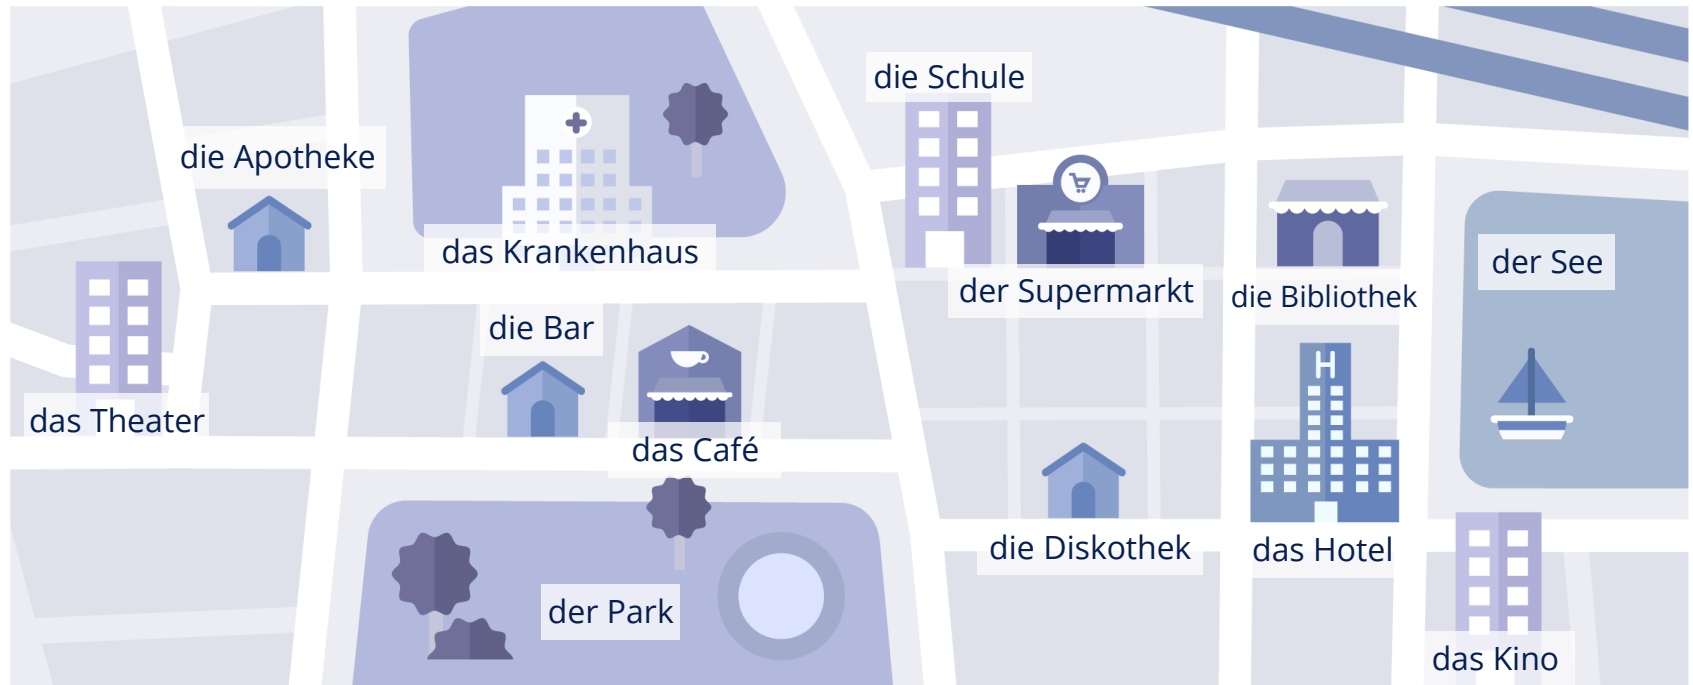 die Schule
die Apotheke
das Krankenhaus
der See
der Supermarkt
die Bibliothek
die Bar
H
das Theater
das Café
die Diskothek
das Hotel
der Park
das Kino